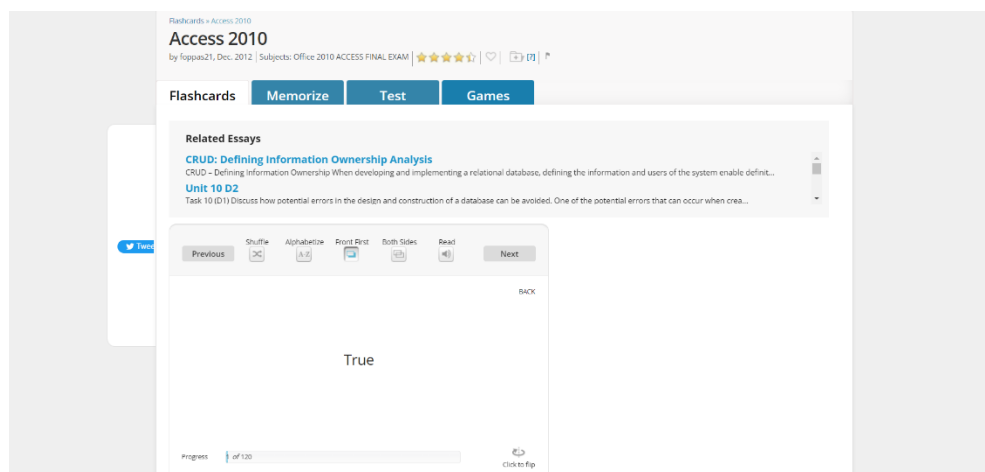 Flashcards » Access 2010
Access 2010
by foppas21, Dec. 2012 | Subjects: Office 2010 ACCESS FINAL EXAM
[7]
Flashcards Memorize Test Games
Related Essays
CRUD: Defining Information Ownership Analysis
CRUD – Defining Information Ownership When developing and implementing a relational database, defining the information and users of the system enable definit...
Unit 10 D2
Task 10 (D1) Discuss how potential errors in the design and construction of a database can be avoided. One of the potential errors that can occur when crea...
Twee
Previous Shuffle Alphabetize Front First Both Sides Read Next
A-Z
BACK
True
Progress 1 of 120
Click to flip